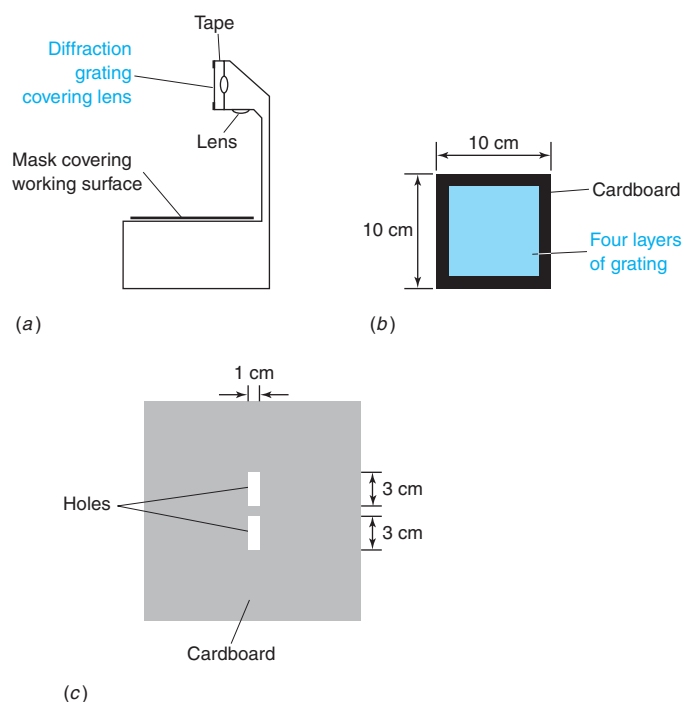 Tape
Diffraction
grating
covering lens
Lens
Mask covering
working surface
(a)
10 cm
10 cm
Cardboard
Four layers
of grating
(b)
1 cm
Holes
3 cm
3 cm
Cardboard
(c)